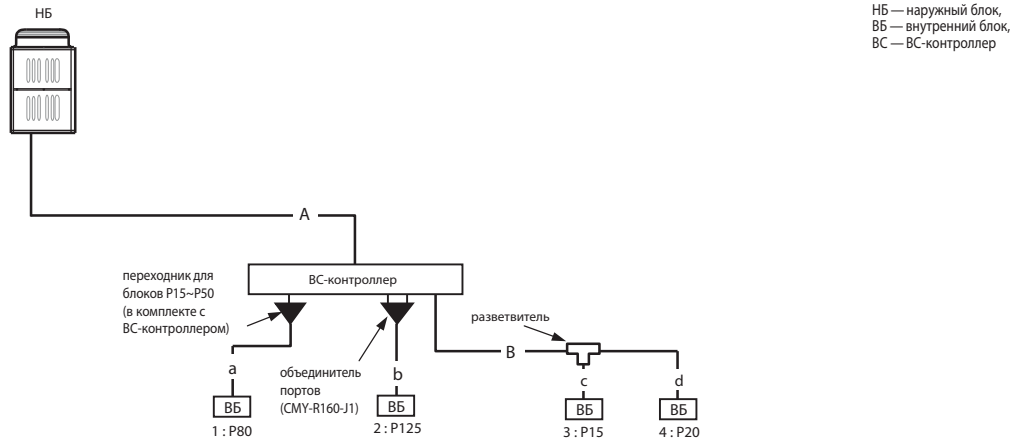 НБ
НБ — наружный блок,
ВБ — внутренний блок,
ВС — ВС-контроллер
A
переходник для
блоков P15~P50
(в комплекте с
ВС-контроллером)
ВС-контроллер
разветвитель
B
a
объединитель
портов
(CMY-R160-J1)
b
c
d
ВБ
ВБ
ВБ
ВБ
1 : P80
2 : P125
3 : P15
4 : P20